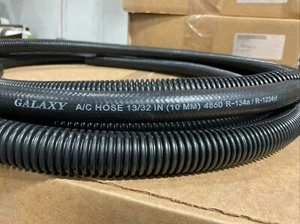 GALAXY A/C HOSE 13/32 IN (10 MM) 4860 R-134a / R-1234yf